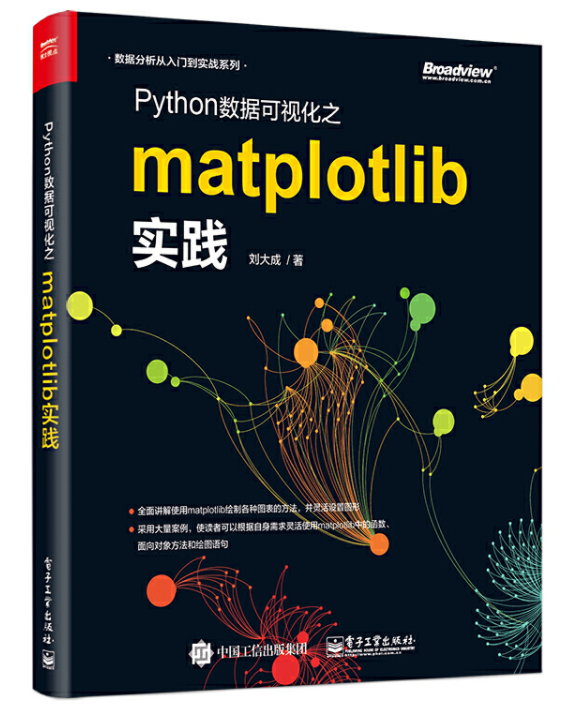 · 数据分析从入门到实战系列 ·
Broadview®
www.broadview.com.cn
Python数据可视化之
matplotlib
实践
刘大成 / 著
● 全面讲解使用matplotlib绘制各种图表的方法，并灵活设置图形
● 采用大量案例，使读者可以根据自身需求灵活使用matplotlib中的函数、
面向对象方法和绘图语句
中国工信出版集团
电子工业出版社
Python数据可视化之
matplotlib实践
电子工业出版社